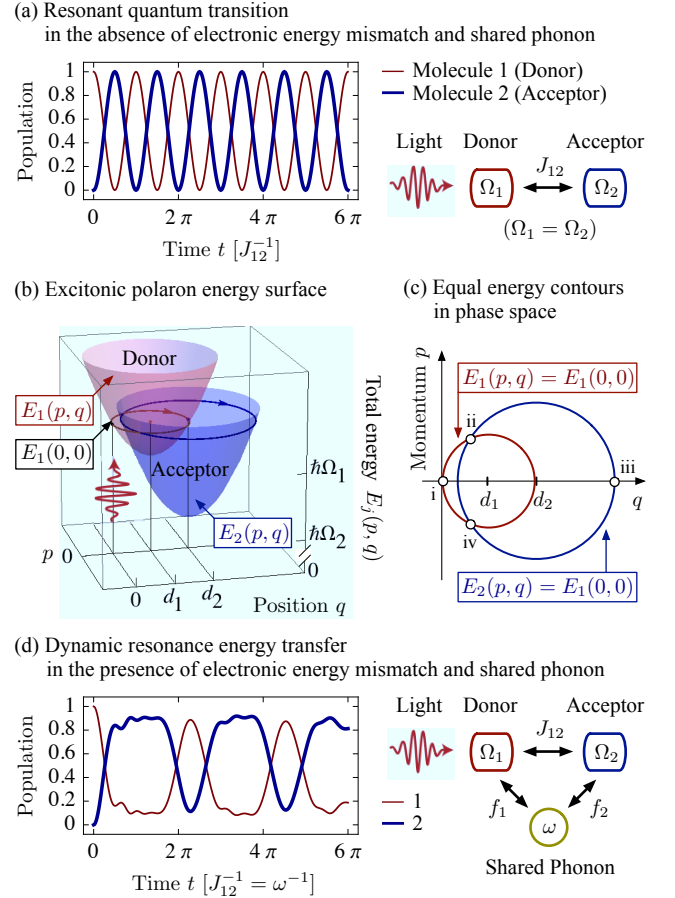 (a) Resonant quantum transition
in the absence of electronic energy mismatch and shared phonon
1
0.8
0.6
0.4
0.2
0
Population
0
2 π
4 π
6 π
Time t [J₁₂⁻¹]
Molecule 1 (Donor)
Molecule 2 (Acceptor)
Light
Donor
Acceptor
Ω₁
J₁₂
Ω₂
(Ω₁ = Ω₂)
(b) Excitonic polaron energy surface
Donor
E₁(p, q)
E₁(0, 0)
Acceptor
E₂(p, q)
p
0
0
d₁
d₂
Position q
ħΩ₁
ħΩ₂
0
Total energy Eⱼ(p, q)
(c) Equal energy contours
in phase space
Momentum p
E₁(p, q) = E₁(0, 0)
ii
iii
i
d₁
d₂
q
iv
E₂(p, q) = E₁(0, 0)
(d) Dynamic resonance energy transfer
in the presence of electronic energy mismatch and shared phonon
1
0.8
0.6
0.4
0.2
0
Population
0
2 π
4 π
6 π
Time t [J₁₂⁻¹ = ω⁻¹]
1
2
Light
Donor
Acceptor
Ω₁
J₁₂
Ω₂
f₁
f₂
ω
Shared Phonon